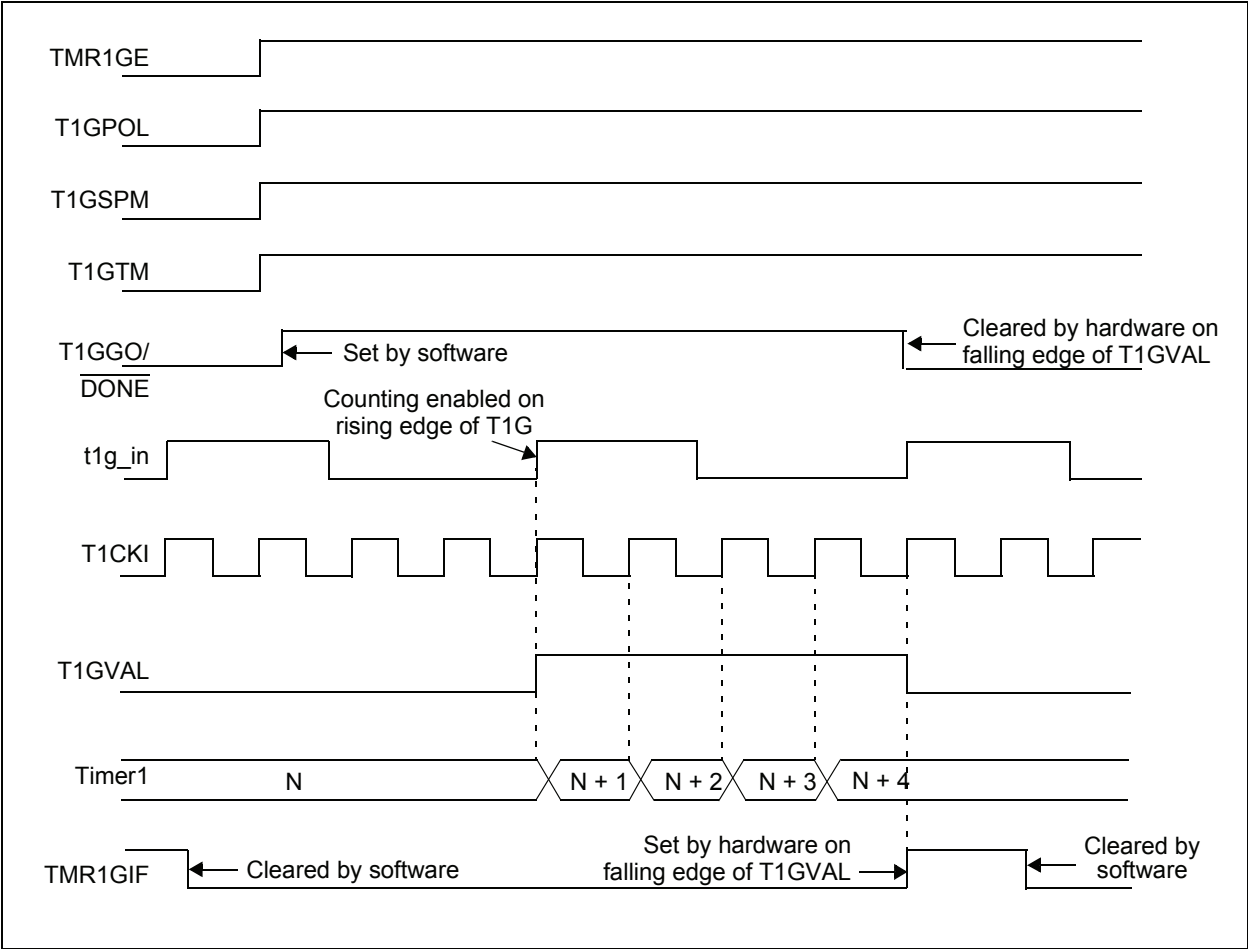 TMR1GE
T1GPOL
T1GSPM
T1GTM
T1GGO/
DONE
Set by software
Cleared by hardware on
falling edge of T1GVAL
Counting enabled on
rising edge of T1G
t1g_in
T1CKI
T1GVAL
Timer1
N
N + 1
N + 2
N + 3
N + 4
TMR1GIF
Cleared by software
Set by hardware on
falling edge of T1GVAL
Cleared by
software